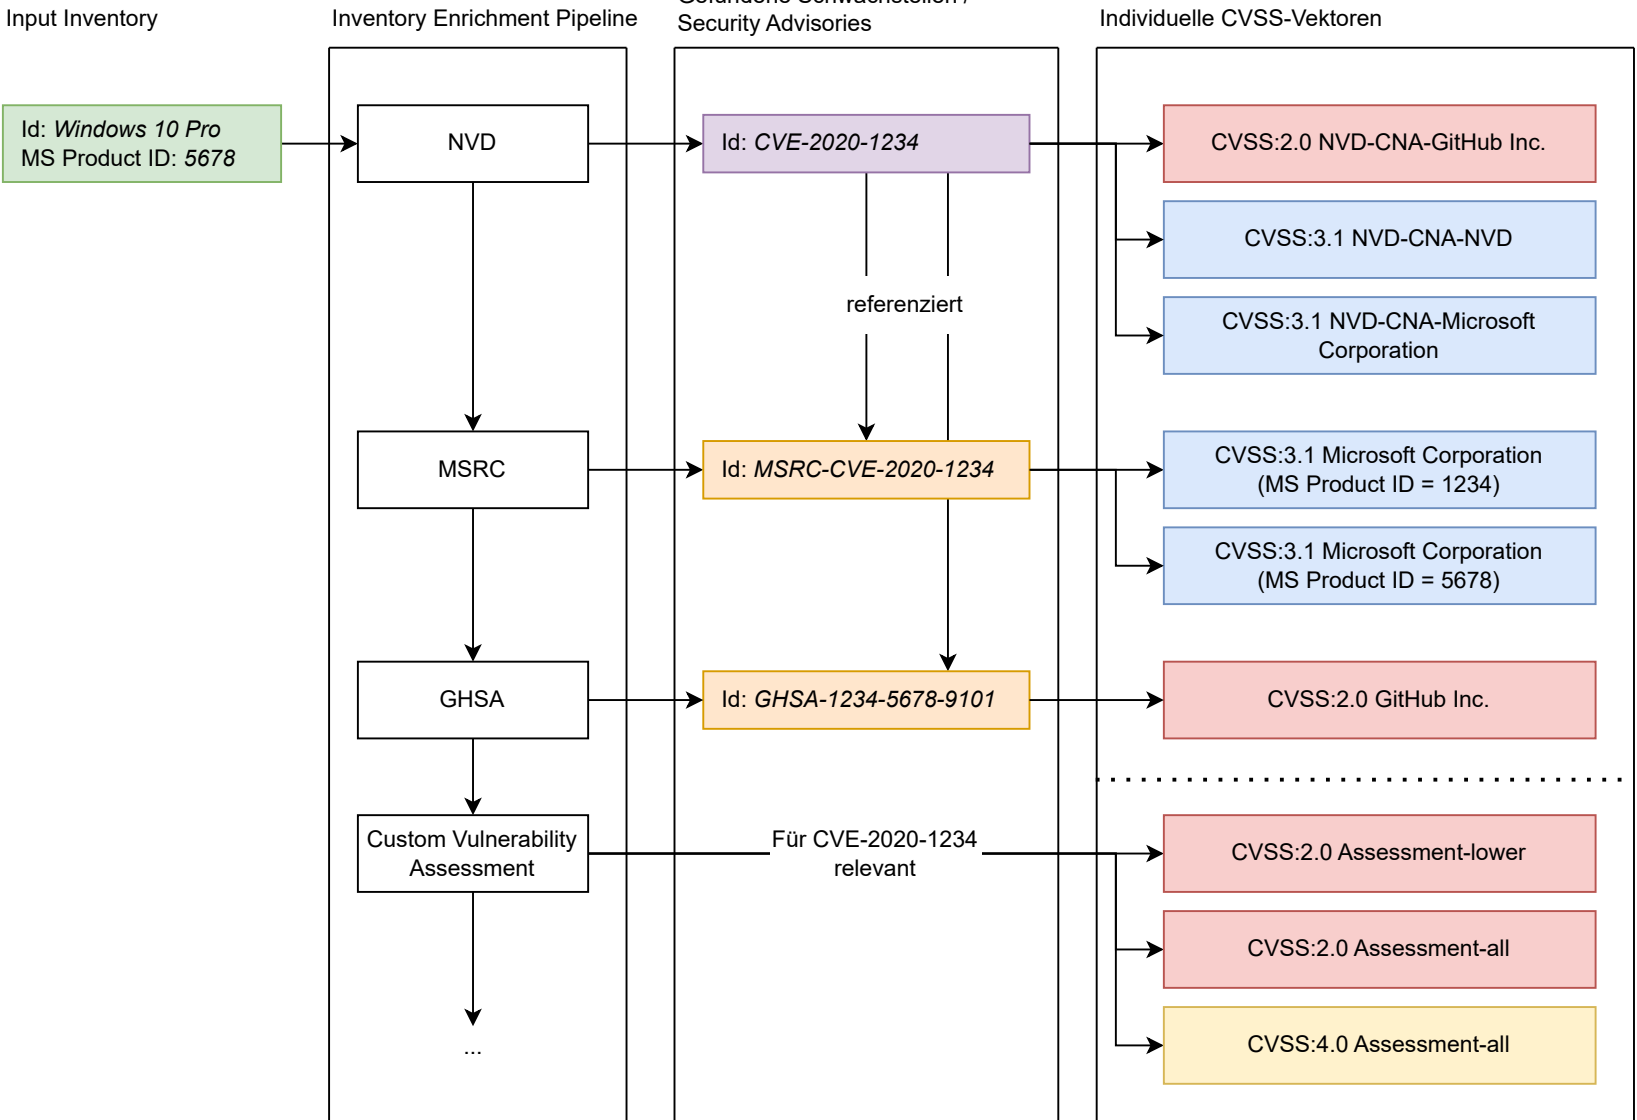 Input Inventory
Inventory Enrichment Pipeline
Gefundene Schwachstellen /
Security Advisories
Individuelle CVSS-Vektoren
Id: Windows 10 Pro
MS Product ID: 5678
NVD
Id: CVE-2020-1234
CVSS:2.0 NVD-CNA-GitHub Inc.
CVSS:3.1 NVD-CNA-NVD
referenziert
CVSS:3.1 NVD-CNA-Microsoft
Corporation
MSRC
Id: MSRC-CVE-2020-1234
CVSS:3.1 Microsoft Corporation
(MS Product ID = 1234)
CVSS:3.1 Microsoft Corporation
(MS Product ID = 5678)
GHSA
Id: GHSA-1234-5678-9101
CVSS:2.0 GitHub Inc.
Custom Vulnerability
Assessment
Für CVE-2020-1234
relevant
CVSS:2.0 Assessment-lower
CVSS:2.0 Assessment-all
CVSS:4.0 Assessment-all
...